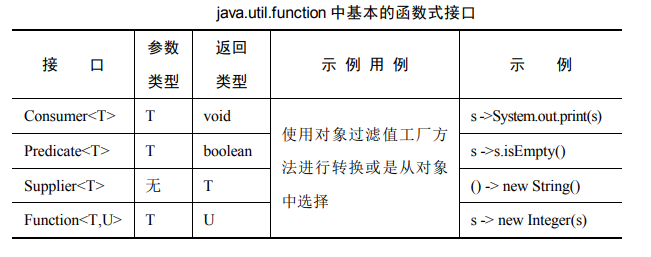 java.util.function 中基本的函数式接口
接 口 参数类型 返回类型 示 例 用 例 示 例
Consumer<T> T void 使用对象过滤值工厂方法进行转换或是从对象中选择 s ->System.out.print(s)
Predicate<T> T boolean s ->s.isEmpty()
Supplier<T> 无 T () -> new String()
Function<T,U> T U s -> new Integer(s)